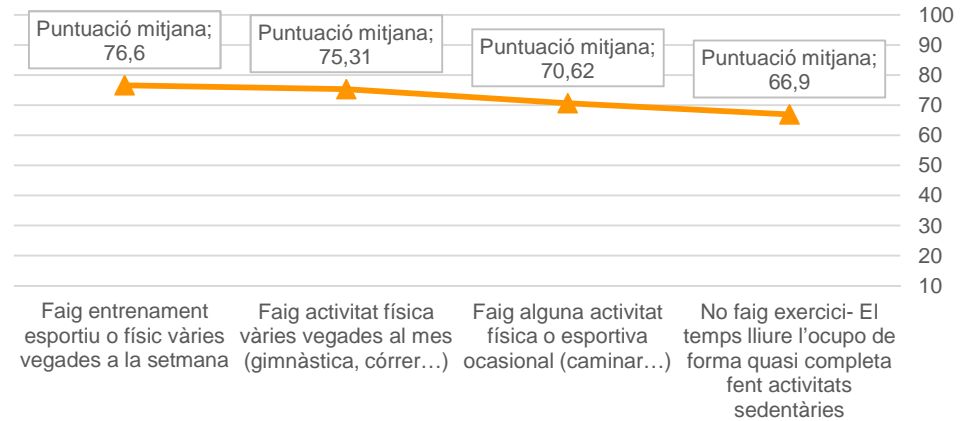 Puntuació mitjana;
76,6
Puntuació mitjana;
75,31
Puntuació mitjana;
70,62
Puntuació mitjana;
66,9
100
90
80
70
60
50
40
30
20
10
Faig entrenament
esportiu o físic vàries
vegades a la setmana
Faig activitat física
vàries vegades al mes
(gimnàstica, córrer…)
Faig alguna activitat
física o esportiva
ocasional (caminar…)
No faig exercici- El
temps lliure l’ocupo de
forma quasi completa
fent activitats
sedentàries